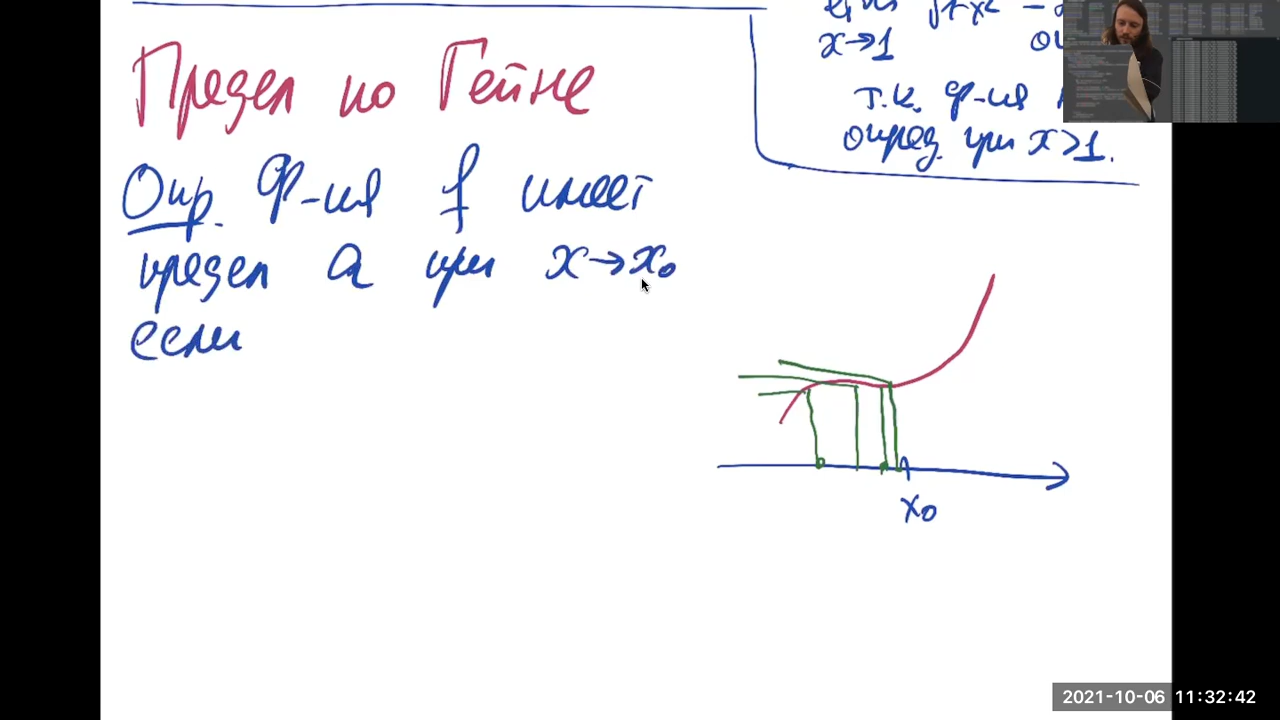 x→1
т.к. ф-ия
опред. при x>1.
Предел по Гейне
Опр. Ф-ия f имеет
предел a при x→x₀
если
x₀
2021-10-06 11:32:42